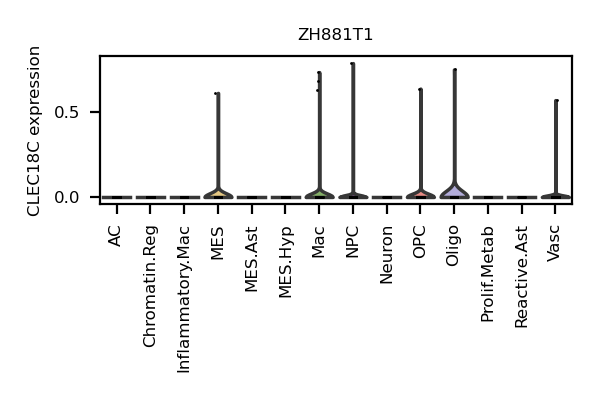 ZH881T1
CLEC18C expression
0.5
0.0
AC
Chromatin.Reg
Inflammatory.Mac
MES
MES.Ast
MES.Hyp
Mac
NPC
Neuron
OPC
Oligo
Prolif.Metab
Reactive.Ast
Vasc